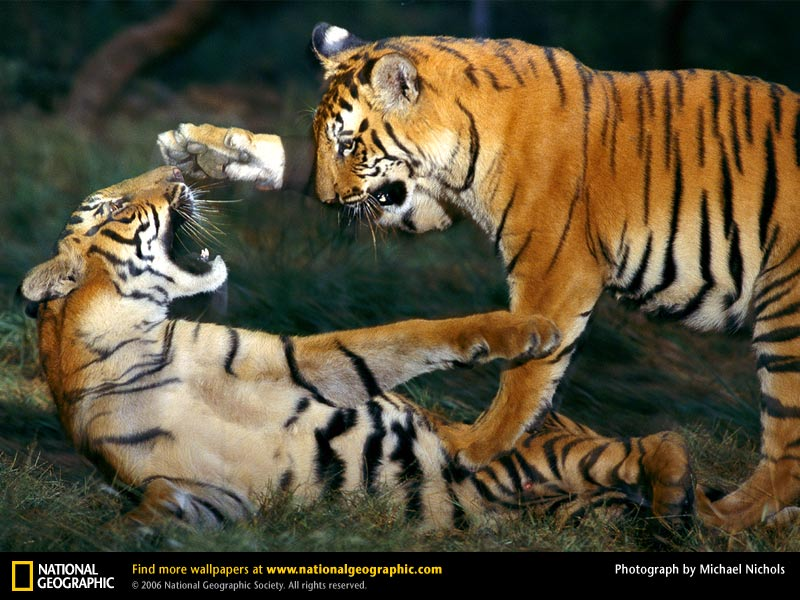 NATIONAL
GEOGRAPHIC
Find more wallpapers at www.nationalgeographic.com
© 2006 National Geographic Society. All rights reserved.
Photograph by Michael Nichols